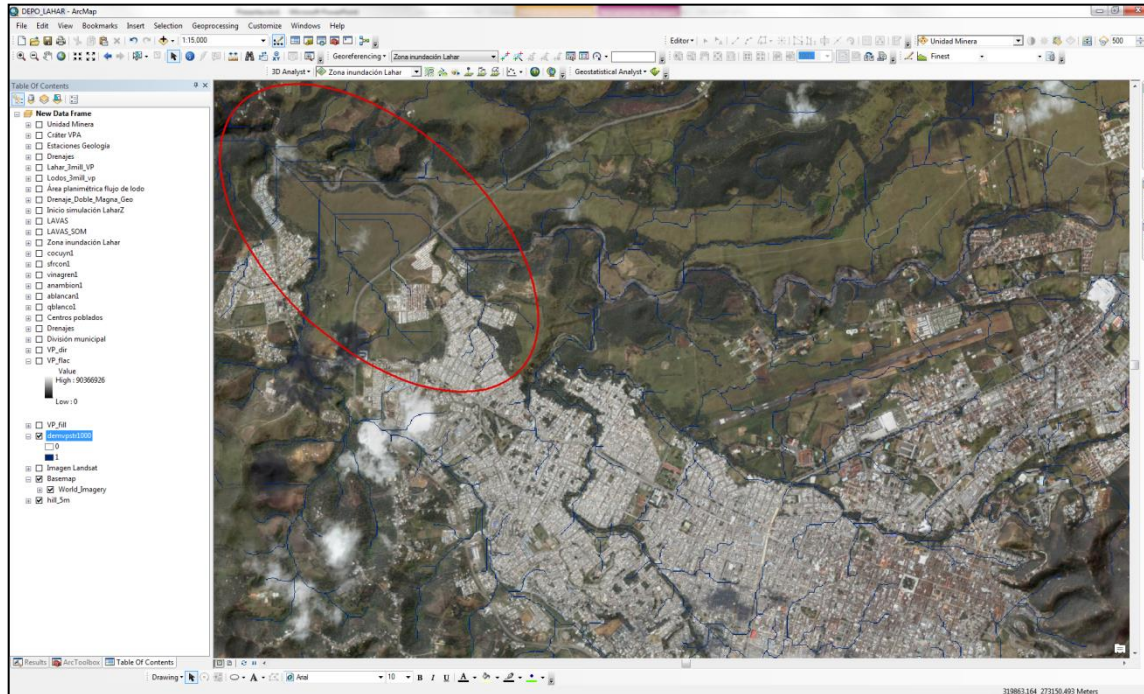 DEPO_LAHAR - ArcMap
File Edit View Bookmarks Insert Selection Geoprocessing Customize Windows Help
1:15,000 Editor▾ Unidad Minera 500
Georeferencing▾ Zona inundación Lahar Finest
3D Analyst▾ Zona inundación Lahar Geostatistical Analyst▾
Table Of Contents
New Data Frame
Unidad Minera
Cráter VPA
Estaciones Geología
Drenajes
Lahar_3mill_VP
Lodos_3mill_vp
Área planimétrica flujo de lodo
Drenaje_Doble_Magna_Geo
Inicio simulación LaharZ
LAVAS
LAVAS_SOM
Zona inundación Lahar
cocuyn1
sfrcon1
vinagren1
anambion1
ablancan1
qblanco1
Centros poblados
Drenajes
División municipal
VP_dir
VP_flac
Value
High : 90366926
Low : 0
VP_fill
demvpstr1000
0
1
Imagen Landsat
Basemap
World_Imagery
hill_5m
Results ArcToolbox Table Of Contents
Drawing▾ A Arial 10 B I U A
319863.164 273150.493 Meters